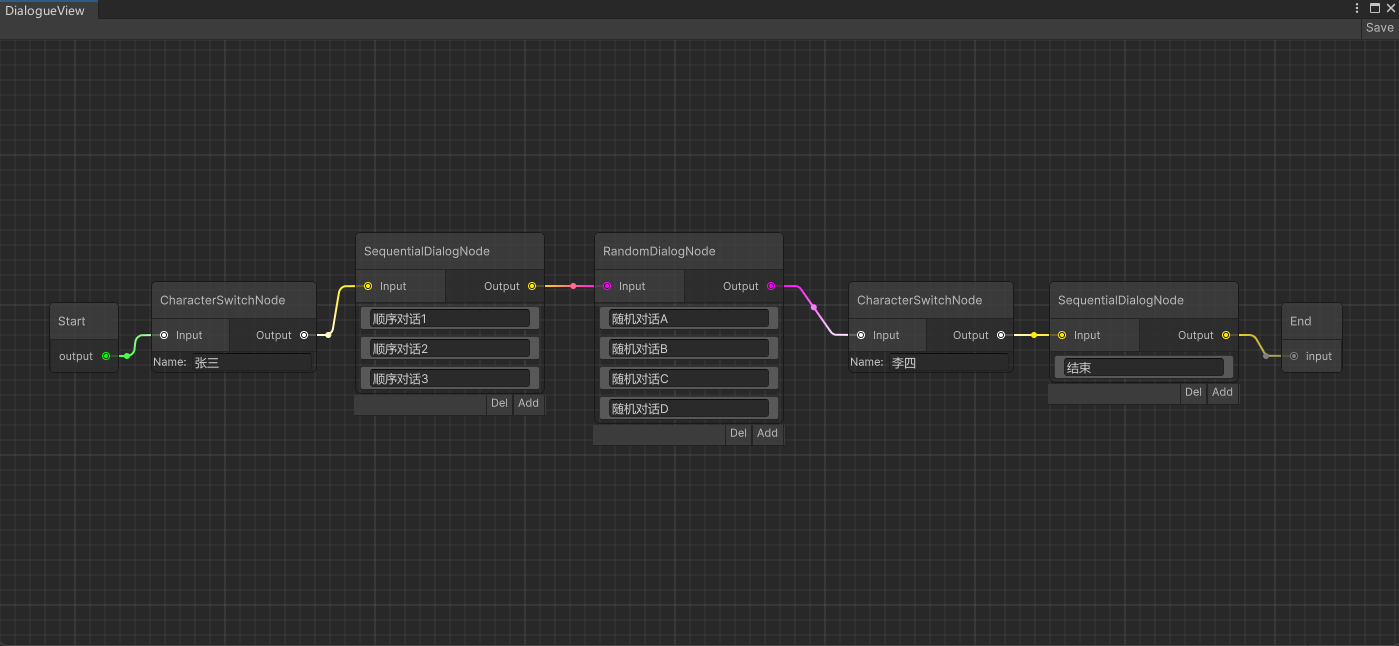 DialogueView
Save
Start
output
CharacterSwitchNode
Input Output
Name: 张三
SequentialDialogNode
Input Output
顺序对话1
顺序对话2
顺序对话3
Del Add
RandomDialogNode
Input Output
随机对话A
随机对话B
随机对话C
随机对话D
Del Add
CharacterSwitchNode
Input Output
Name: 李四
SequentialDialogNode
Input Output
结束
Del Add
End
input